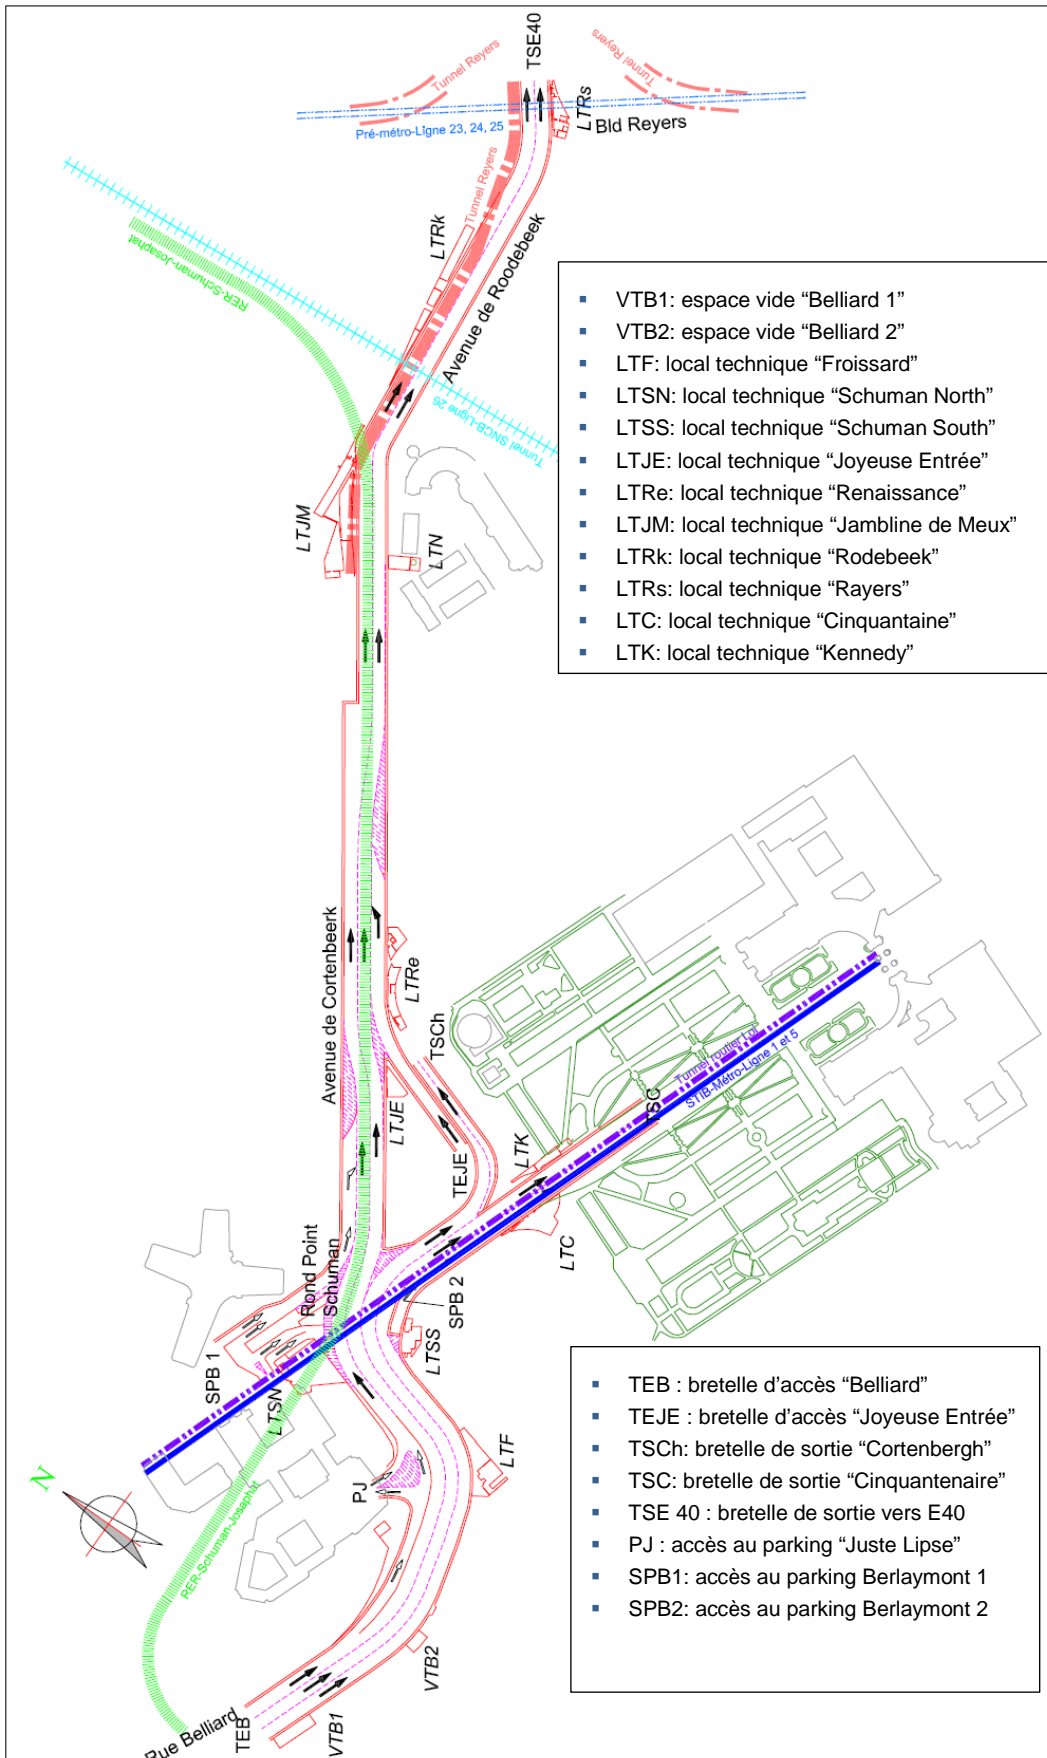 TSE40
Tunnel Reyers
Tunnel Reyers
LTRs
Bld Reyers
Pré-métro-Ligne 23, 24, 25
Tunnel Reyers
LTRk
RER-Schuman-Josaphat
Avenue de Roodebeek
Tunnel SNCB-Ligne 26
LTJM
LTN
▪ VTB1: espace vide “Belliard 1”
▪ VTB2: espace vide “Belliard 2”
▪ LTF: local technique “Froissard”
▪ LTSN: local technique “Schuman North”
▪ LTSS: local technique “Schuman South”
▪ LTJE: local technique “Joyeuse Entrée”
▪ LTRe: local technique “Renaissance”
▪ LTJM: local technique “Jambline de Meux”
▪ LTRk: local technique “Rodebeek”
▪ LTRs: local technique “Rayers”
▪ LTC: local technique “Cinquantaine”
▪ LTK: local technique “Kennedy”
Avenue de Cortenbeerk
LTRe
TSCh
LTJE
TEJE
LTK
TSC
Tunnel routier Loi
STIB-Métro-Ligne 1 et 5
LTC
Rond Point
Schuman
SPB 2
SPB 1
LTSN
LTSS
LTF
PJ
N
RER-Schuman-Josaphat
VTB2
VTB1
TEB
Rue Belliard
▪ TEB : bretelle d’accès “Belliard”
▪ TEJE : bretelle d’accès “Joyeuse Entrée”
▪ TSCh: bretelle de sortie “Cortenbergh”
▪ TSC: bretelle de sortie “Cinquantenaire”
▪ TSE 40 : bretelle de sortie vers E40
▪ PJ : accès au parking “Juste Lipse”
▪ SPB1: accès au parking Berlaymont 1
▪ SPB2: accès au parking Berlaymont 2